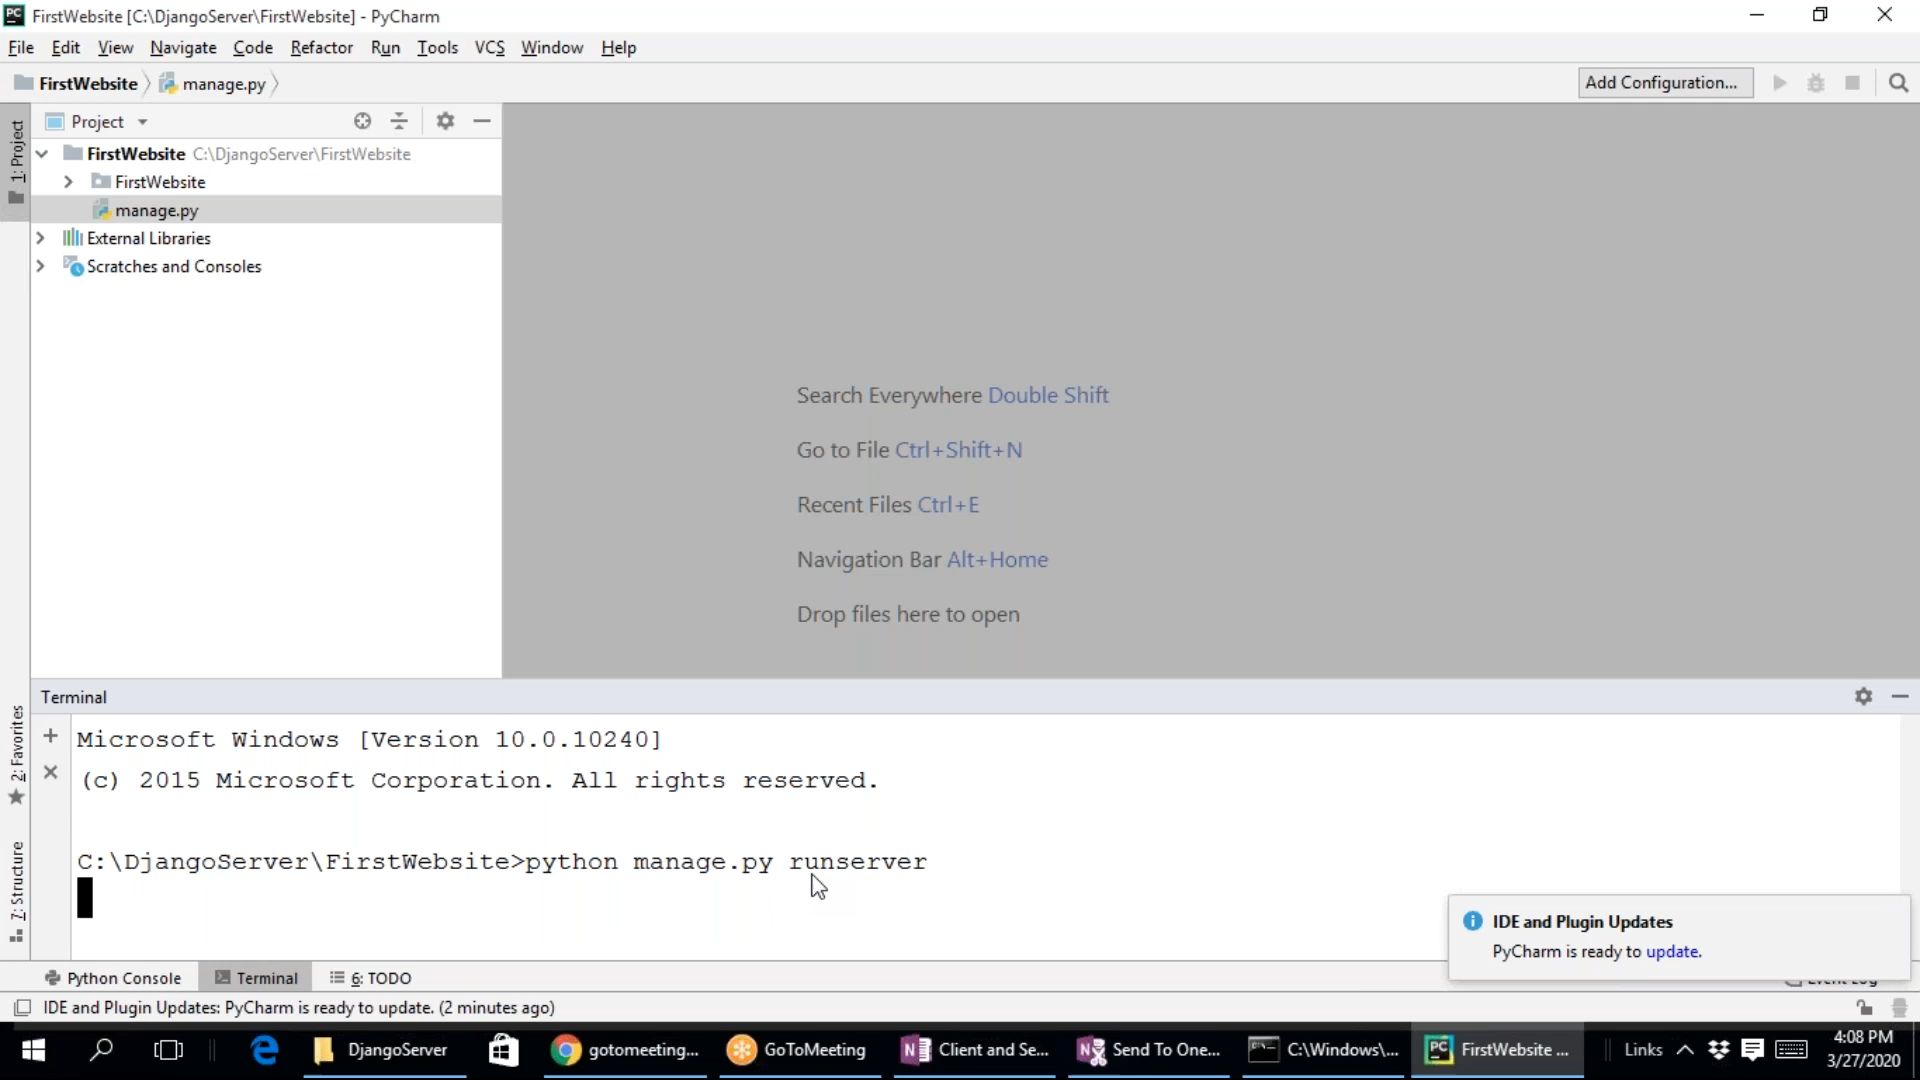 FirstWebsite [C:\DjangoServer\FirstWebsite] - PyCharm
File Edit View Navigate Code Refactor Run Tools VCS Window Help
FirstWebsite manage.py Add Configuration...
Project
FirstWebsite C:\DjangoServer\FirstWebsite
FirstWebsite
manage.py
External Libraries
Scratches and Consoles
1: Project
Search Everywhere Double Shift
Go to File Ctrl+Shift+N
Recent Files Ctrl+E
Navigation Bar Alt+Home
Drop files here to open
2: Favorites
7: Structure
Terminal
Microsoft Windows [Version 10.0.10240]
(c) 2015 Microsoft Corporation. All rights reserved.
C:\DjangoServer\FirstWebsite>python manage.py runserver
IDE and Plugin Updates
PyCharm is ready to update.
Python Console Terminal 6: TODO Event Log
IDE and Plugin Updates: PyCharm is ready to update. (2 minutes ago)
DjangoServer gotomeeting... GoToMeeting Client and Se... Send To One... C:\Windows\... FirstWebsite ... Links 4:08 PM
3/27/2020